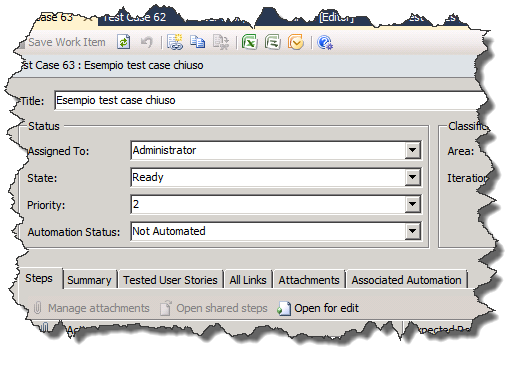 Case 63 Test Case 62 [Editor]
Save Work Item
st Case 63 : Esempio test case chiuso
Title: Esempio test case chiuso
Status Classific
Assigned To: Administrator Area:
State: Ready Iteration
Priority: 2
Automation Status: Not Automated
Steps Summary Tested User Stories All Links Attachments Associated Automation
Manage attachments Open shared steps Open for edit